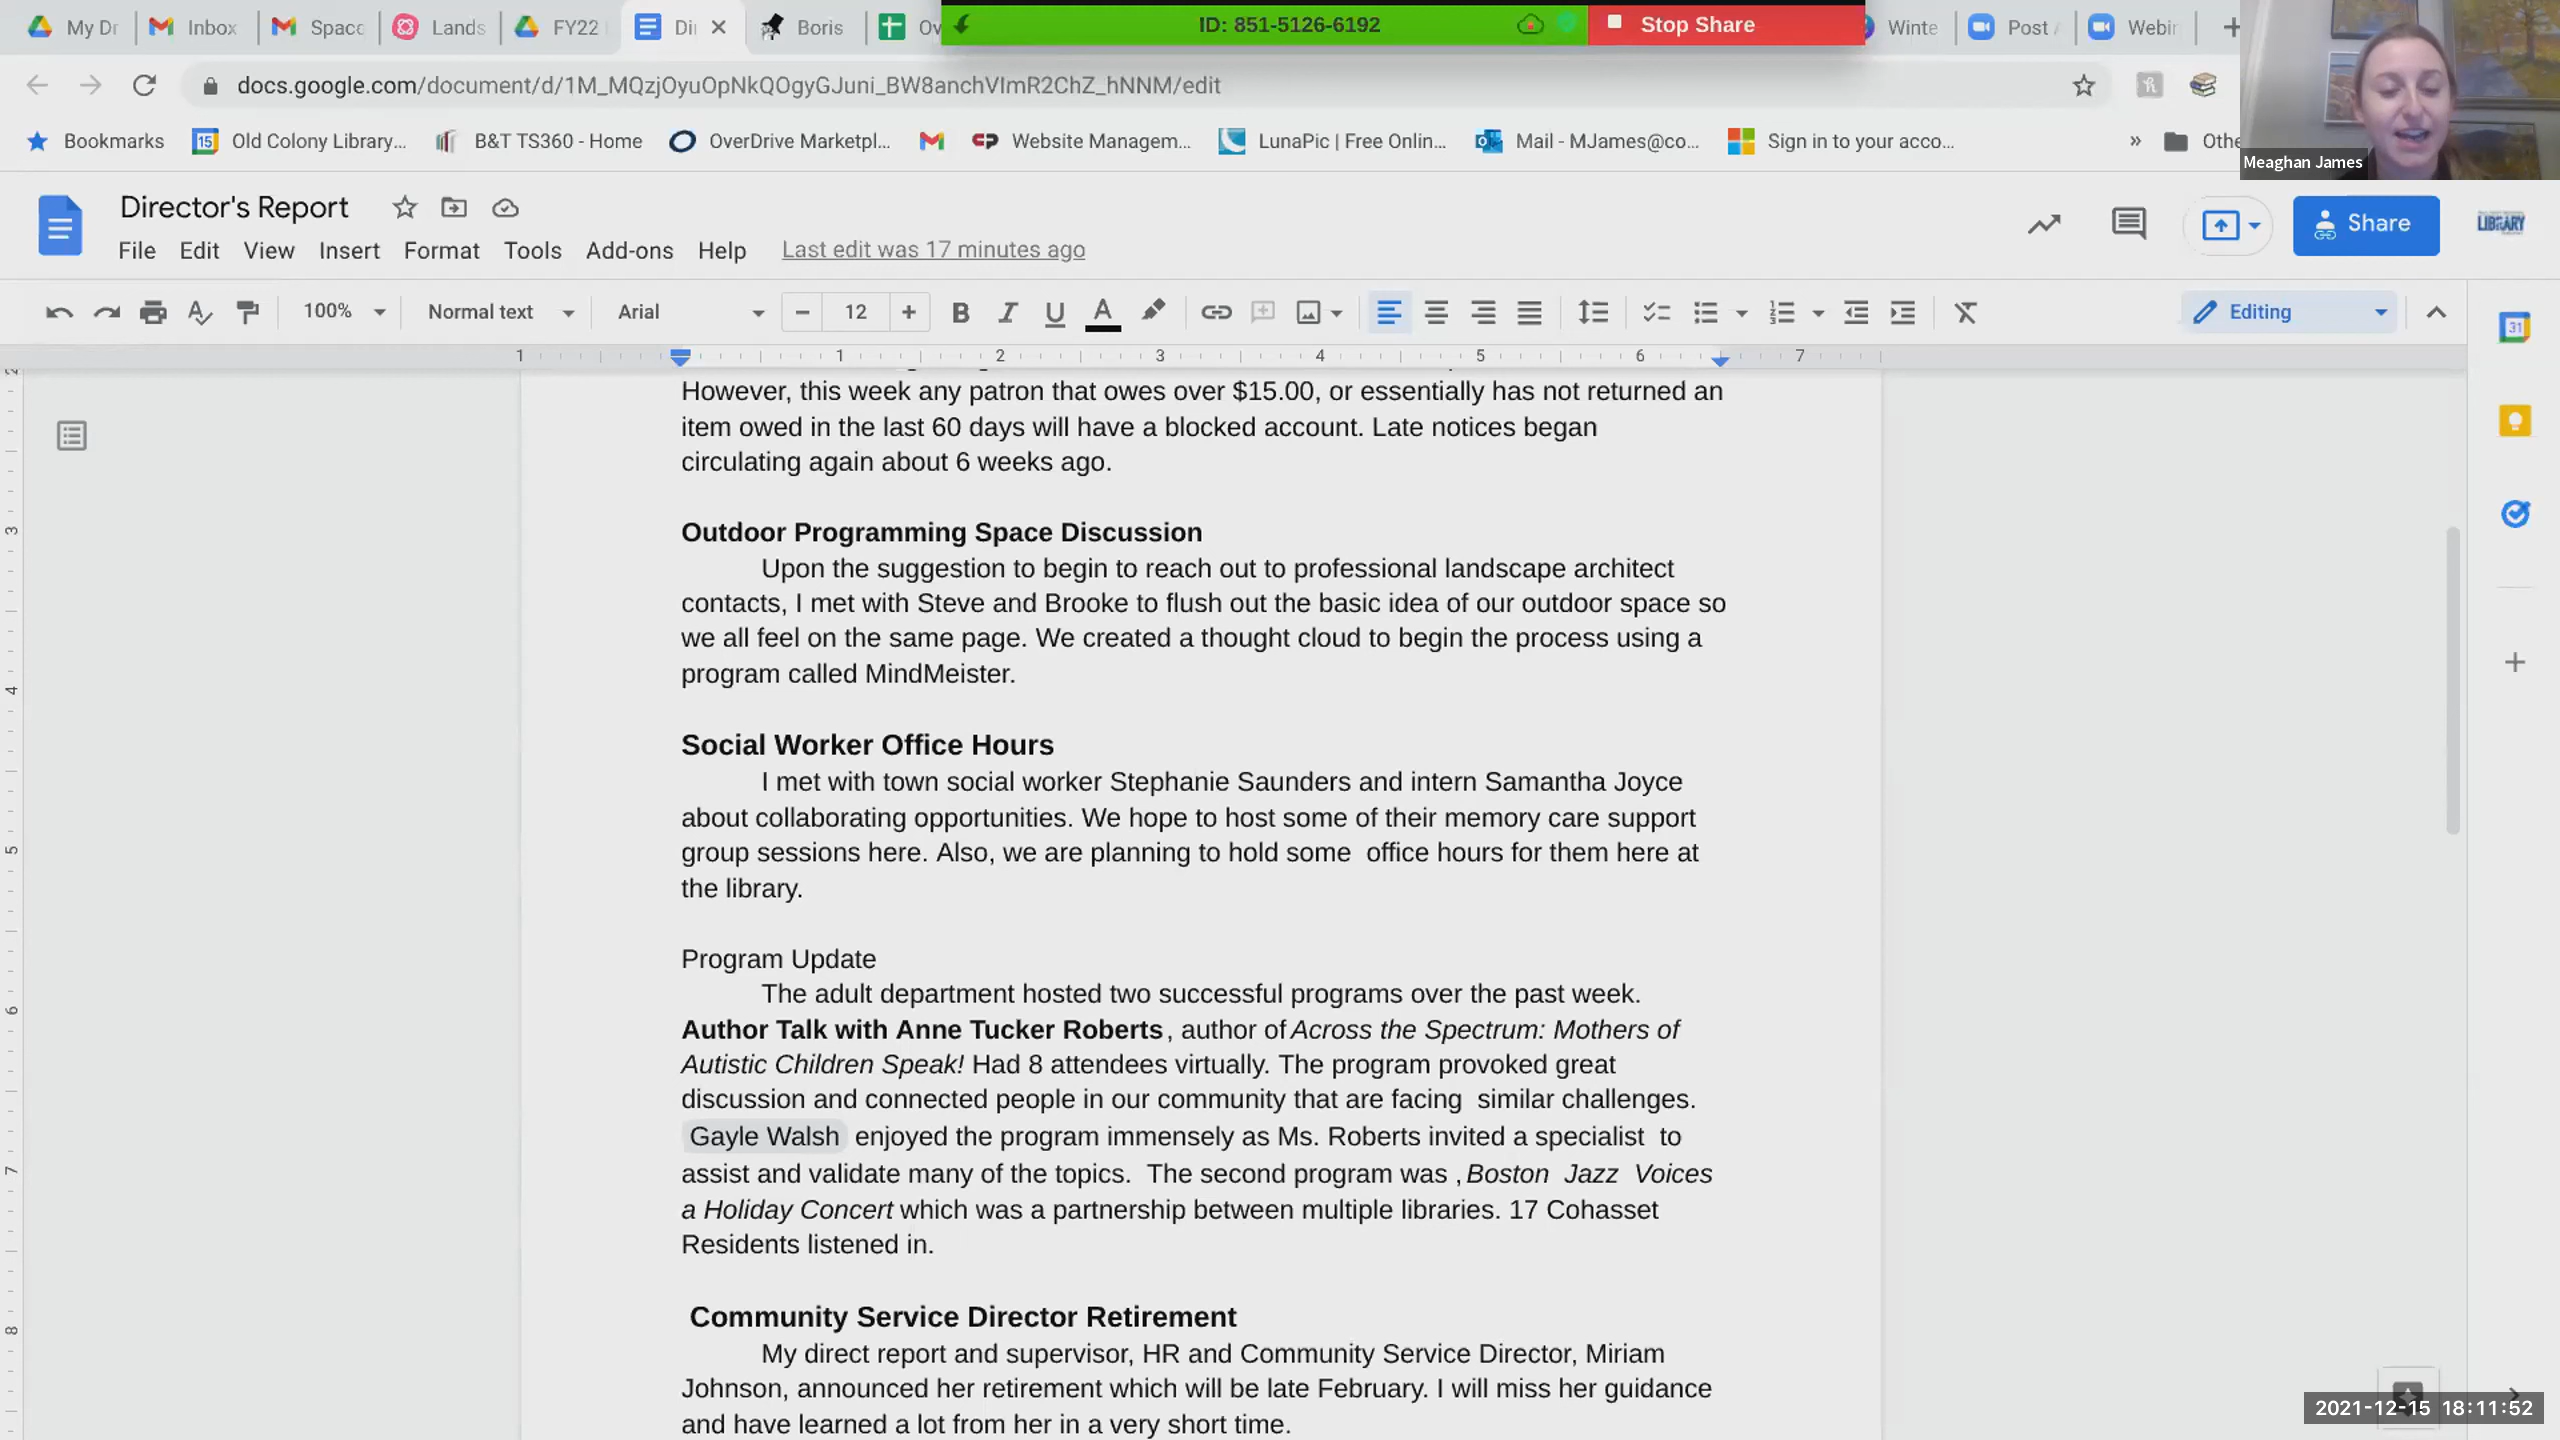 My Dr
Inbox
Space
Lands
FY22
Dir
Boris
Ov
ID: 851-5126-6192
Stop Share
Winte
Post
Webir
docs.google.com/document/d/1M_MQzjOyuOpNkQOgyGJuni_BW8anchVImR2ChZ_hNNM/edit
Bookmarks
Old Colony Library...
B&T TS360 - Home
OverDrive Marketpl...
Website Managem...
LunaPic | Free Onlin...
Mail - MJames@co...
Sign in to your acco...
»
Othe
Meaghan James
Director's Report
File Edit View Insert Format Tools Add-ons Help Last edit was 17 minutes ago
Share
LIBRARY
100% Normal text Arial 12 Editing
1 1 2 3 4 5 6 7
However, this week any patron that owes over $15.00, or essentially has not returned an
item owed in the last 60 days will have a blocked account. Late notices began
circulating again about 6 weeks ago.
Outdoor Programming Space Discussion
Upon the suggestion to begin to reach out to professional landscape architect
contacts, I met with Steve and Brooke to flush out the basic idea of our outdoor space so
we all feel on the same page. We created a thought cloud to begin the process using a
program called MindMeister.
Social Worker Office Hours
I met with town social worker Stephanie Saunders and intern Samantha Joyce
about collaborating opportunities. We hope to host some of their memory care support
group sessions here. Also, we are planning to hold some office hours for them here at
the library.
Program Update
The adult department hosted two successful programs over the past week.
Author Talk with Anne Tucker Roberts, author of Across the Spectrum: Mothers of
Autistic Children Speak! Had 8 attendees virtually. The program provoked great
discussion and connected people in our community that are facing similar challenges.
Gayle Walsh enjoyed the program immensely as Ms. Roberts invited a specialist to
assist and validate many of the topics. The second program was , Boston Jazz Voices
a Holiday Concert which was a partnership between multiple libraries. 17 Cohasset
Residents listened in.
Community Service Director Retirement
My direct report and supervisor, HR and Community Service Director, Miriam
Johnson, announced her retirement which will be late February. I will miss her guidance
and have learned a lot from her in a very short time.
2021-12-15 18:11:52